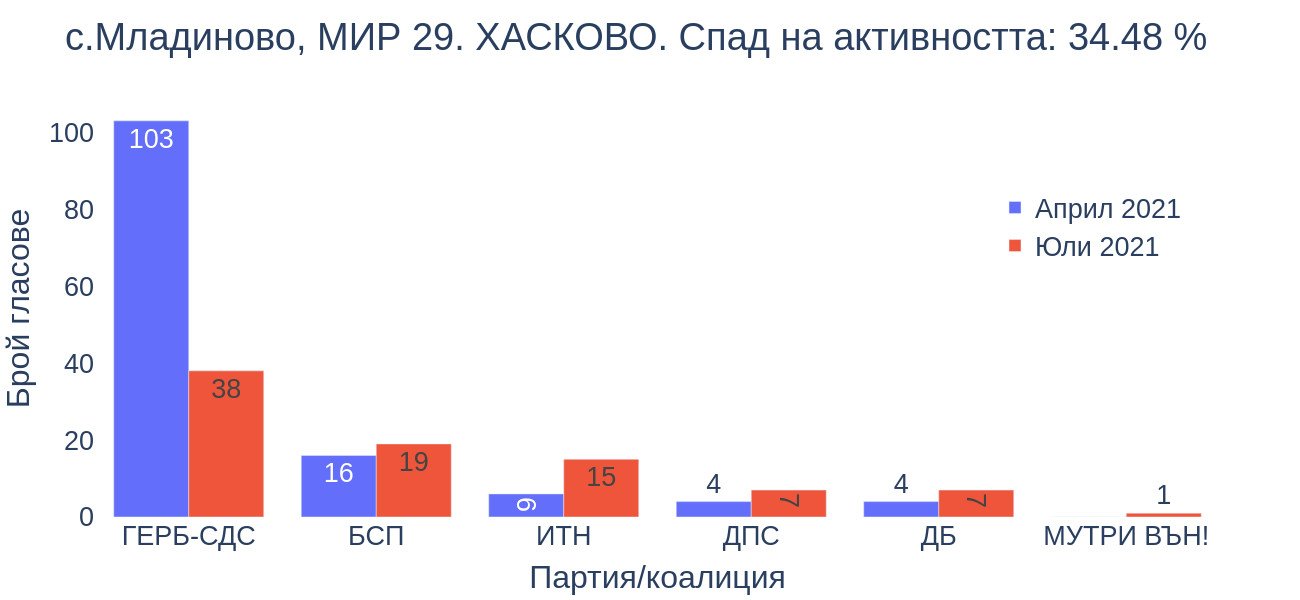 с.Младиново, МИР 29. ХАСКОВО. Спад на активността: 34.48 %
Брой гласове
100
80
60
40
20
0
103
38
16
19
6
15
4
7
4
7
1
Април 2021
Юли 2021
ГЕРБ-СДС
БСП
ИТН
ДПС
ДБ
МУТРИ ВЪН!
Партия/коалиция